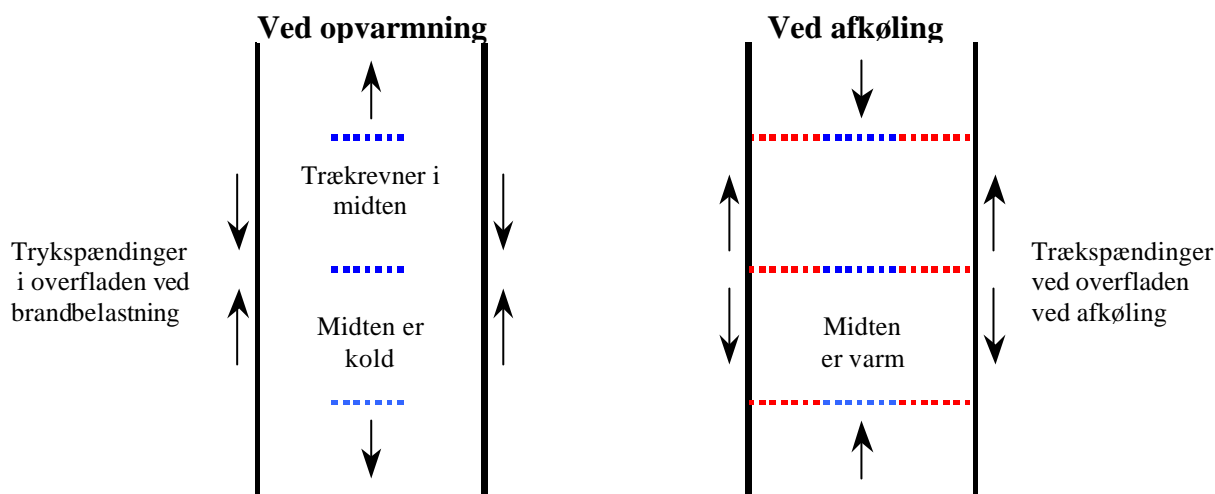 Ved opvarmning
Trækrevner i
midten
Trykspændinger
i overfladen ved
brandbelastning
Midten er
kold
Ved afkøling
Trækspændinger
ved overfladen
ved afkøling
Midten
er varm